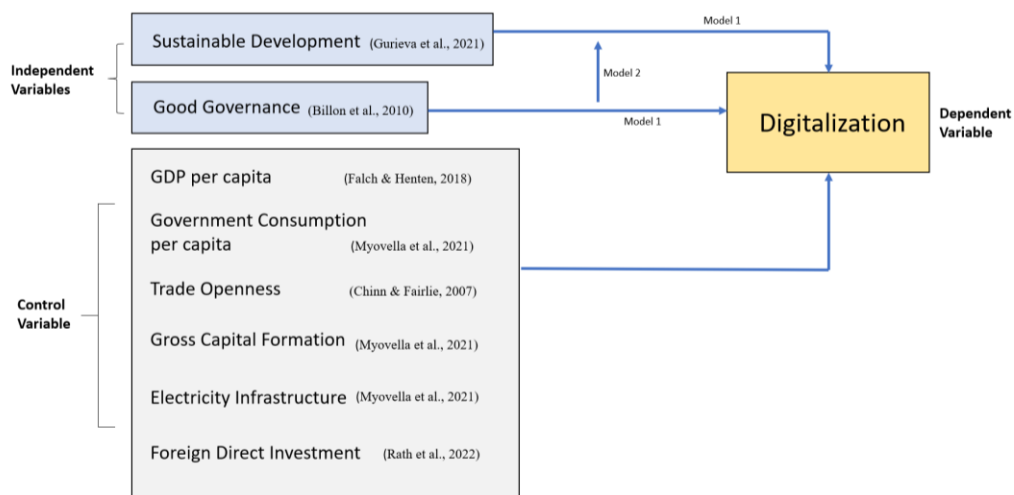 Model 1
Sustainable Development (Gurieva et al., 2021)
Independent
Variables
Model 2
Good Governance (Billon et al., 2010)
Model 1
Digitalization
Dependent
Variable
GDP per capita (Falch & Henten, 2018)
Government Consumption
per capita (Myovella et al., 2021)
Trade Openness (Chinn & Fairlie, 2007)
Control
Variable
Gross Capital Formation (Myovella et al., 2021)
Electricity Infrastructure (Myovella et al., 2021)
Foreign Direct Investment (Rath et al., 2022)